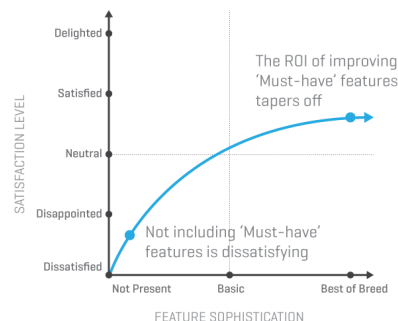 Delighted
The ROI of improving
‘Must-have’ features
tapers off
Satisfied
SATISFACTION LEVEL
Neutral
Disappointed
Not including ‘Must-have’
features is dissatisfying
Dissatisfied
Not Present
Basic
Best of Breed
FEATURE SOPHISTICATION